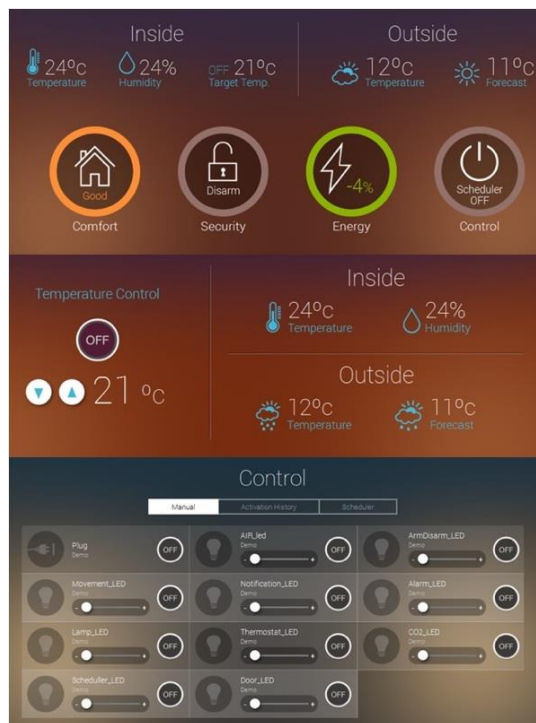 Inside
Outside
24ºc
Temperature
24%
Humidity
OFF 21ºc
Target Temp.
12ºc
Temperature
11ºc
Forecast
Good
Comfort
Disarm
Security
-4%
Energy
Scheduler
OFF
Control
Temperature Control
OFF
21 ºc
Inside
24ºc
Temperature
24%
Humidity
Outside
12ºc
Temperature
11ºc
Forecast
Control
Manual
Activation History
Scheduler
Plug
Demo
OFF
AIR_led
Demo
- +
OFF
ArmDisarm_LED
Demo
- +
OFF
Movement_LED
Demo
- +
OFF
Notification_LED
Demo
- +
OFF
Alarm_LED
Demo
- +
OFF
Lamp_LED
Demo
- +
OFF
Thermostat_LED
Demo
- +
OFF
CO2_LED
Demo
- +
OFF
Scheduller_LED
Demo
- +
OFF
Door_LED
Demo
- +
OFF